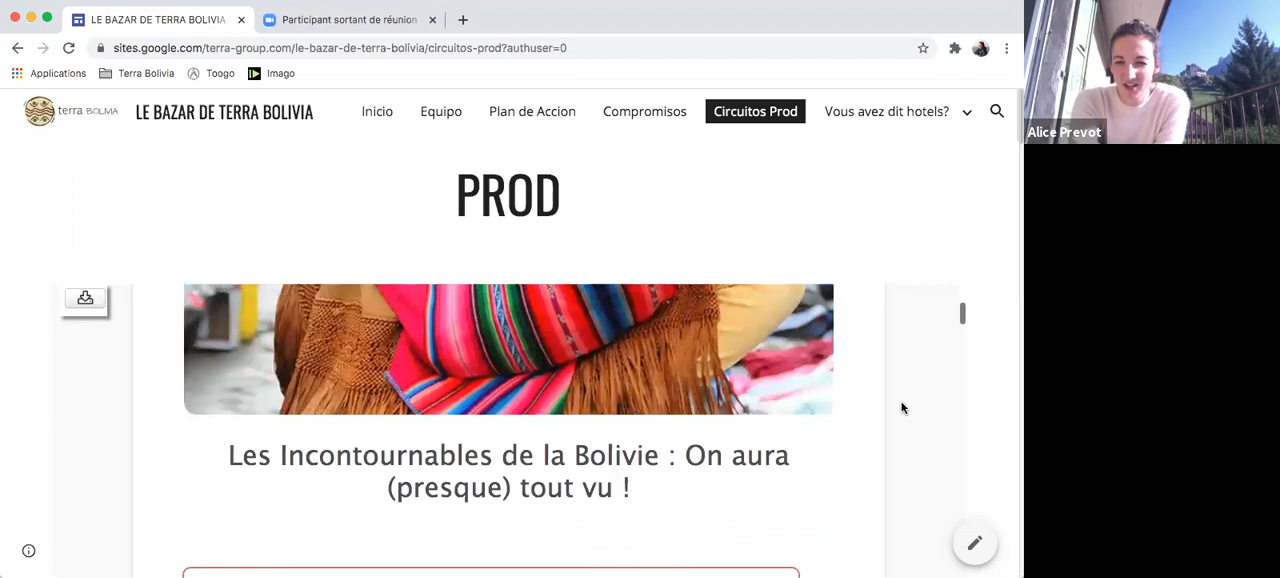 LE BAZAR DE TERRA BOLIVIA
Participant sortant de réunion
sites.google.com/terra-group.com/le-bazar-de-terra-bolivia/circuitos-prod?authuser=0
Applications
Terra Bolivia
Toogo
Imago
terra BOLIVIA
LE BAZAR DE TERRA BOLIVIA
Inicio
Equipo
Plan de Accion
Compromisos
Circuitos Prod
Vous avez dit hotels?
Alice Prevot
PROD
Les Incontournables de la Bolivie : On aura
(presque) tout vu !